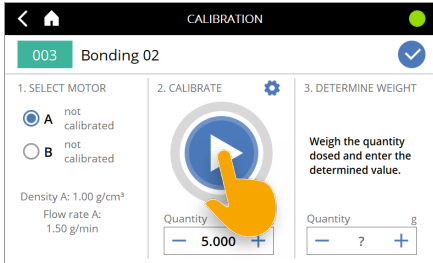 CALIBRATION
003 Bonding 02
1. SELECT MOTOR
A not
calibrated
B not
calibrated
Density A: 1.00 g/cm³
Flow rate A:
1.50 g/min
2. CALIBRATE
Quantity
− 5.000 +
3. DETERMINE WEIGHT
Weigh the quantity
dosed and enter the
determined value.
Quantity g
− ? +